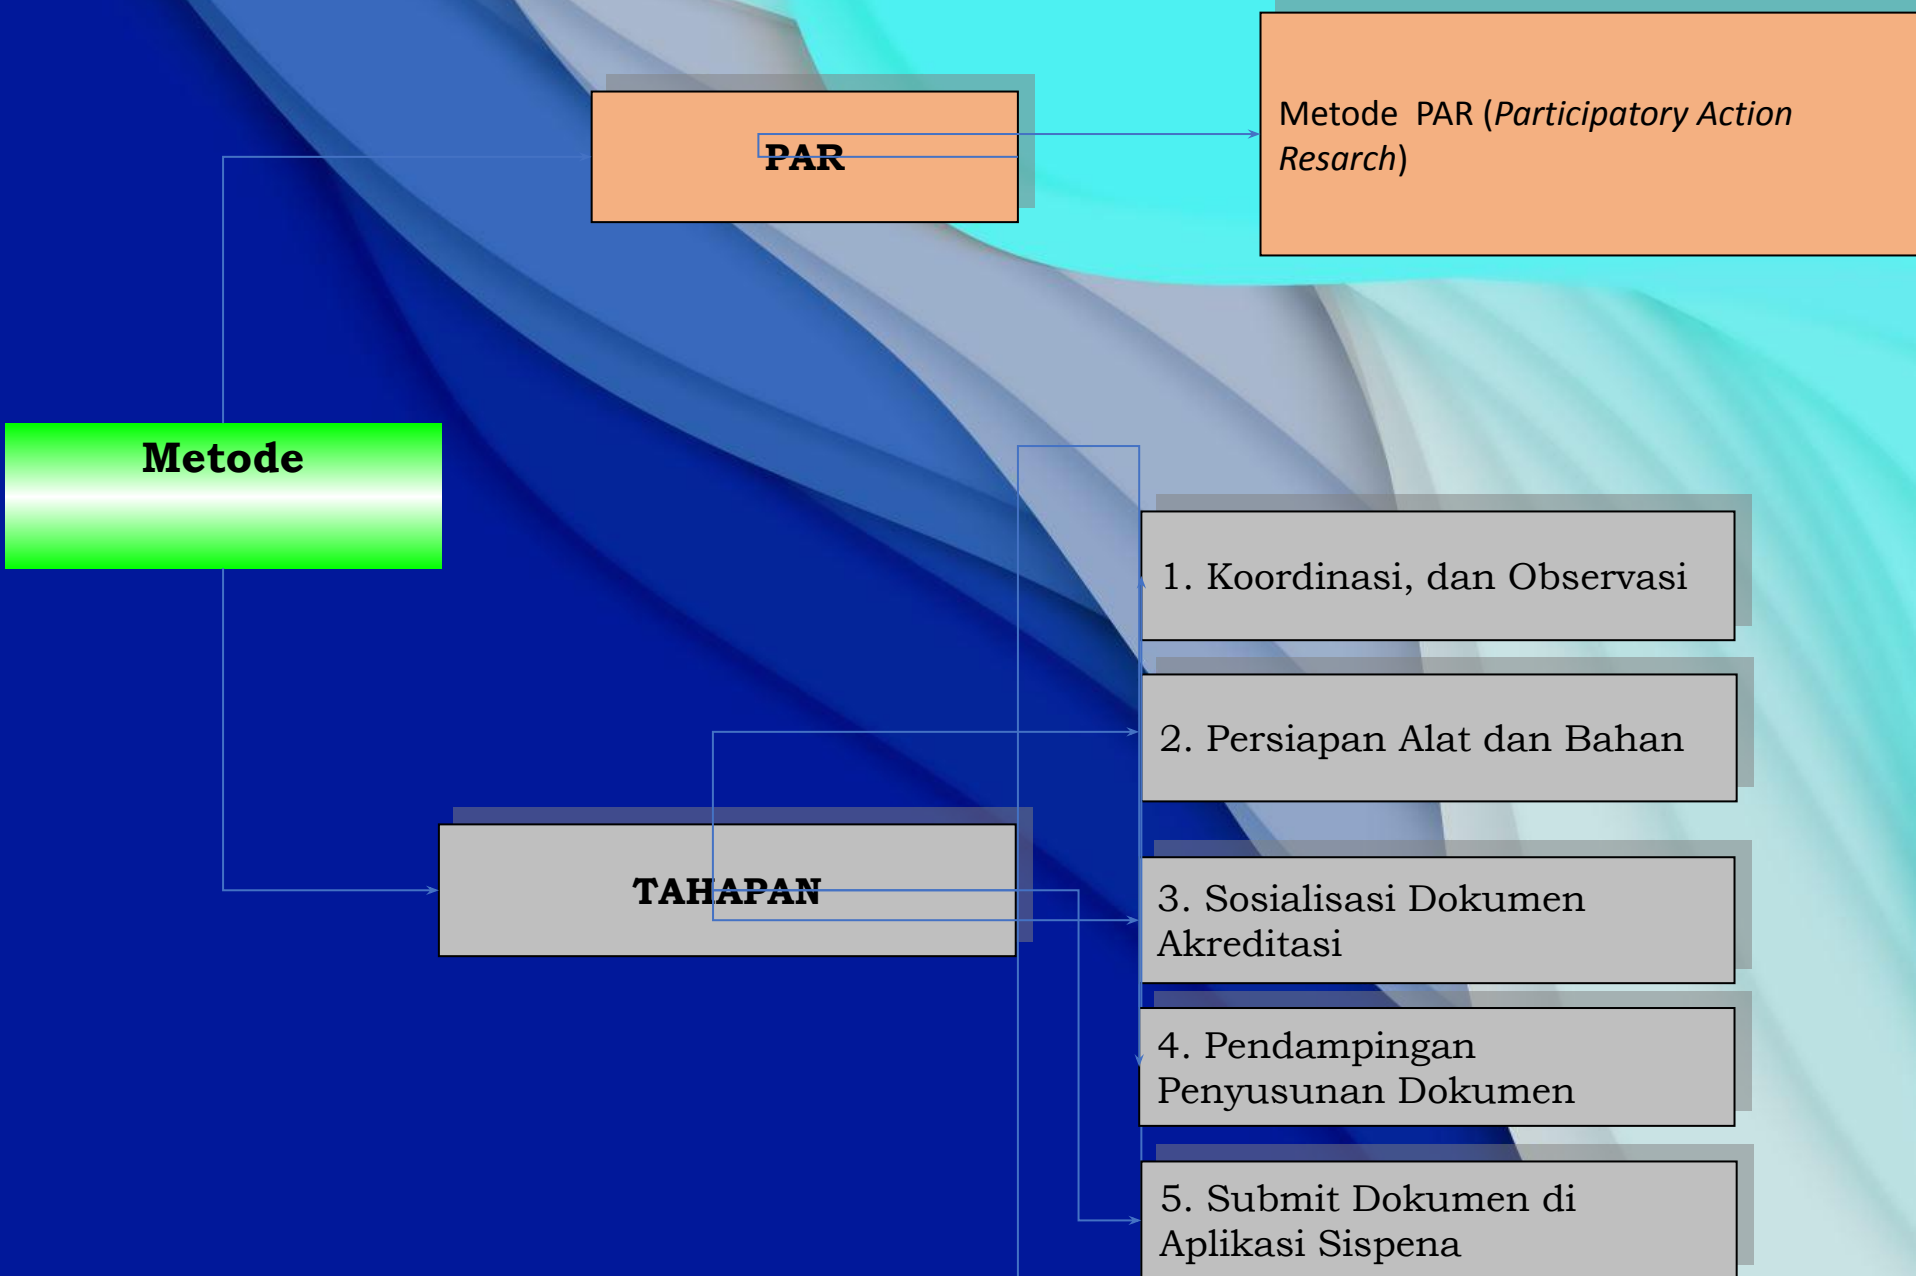 PAR
Metode PAR (Participatory Action
Resarch)
Metode
1. Koordinasi, dan Observasi
2. Persiapan Alat dan Bahan
TAHAPAN
3. Sosialisasi Dokumen
Akreditasi
4. Pendampingan
Penyusunan Dokumen
5. Submit Dokumen di
Aplikasi Sispena